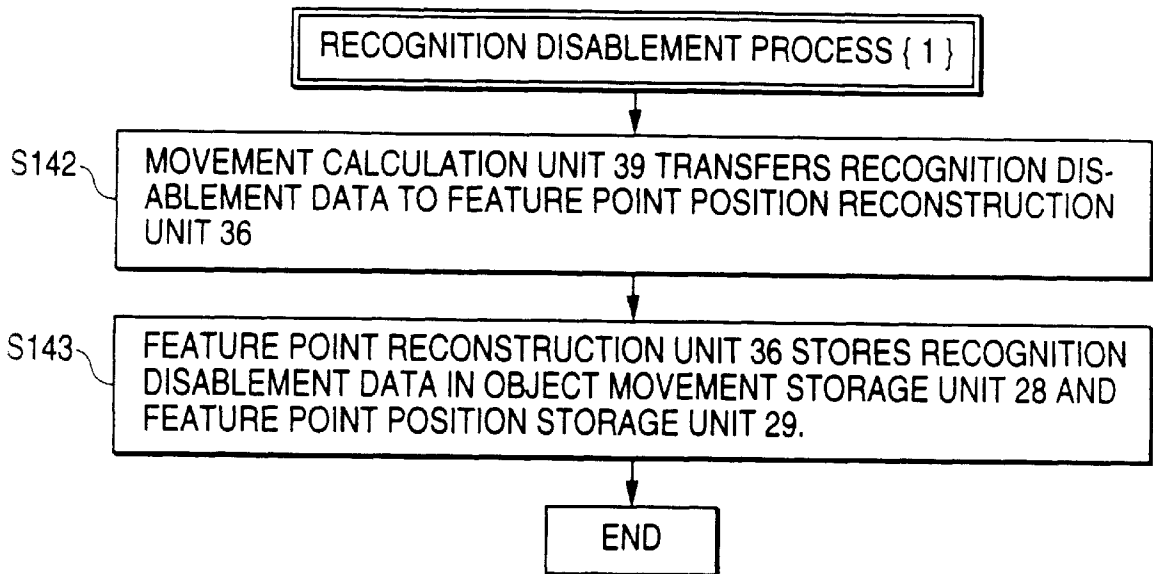 RECOGNITION DISABLEMENT PROCESS { 1 }
S142
MOVEMENT CALCULATION UNIT 39 TRANSFERS RECOGNITION DIS-
ABLEMENT DATA TO FEATURE POINT POSITION RECONSTRUCTION
UNIT 36
S143
FEATURE POINT RECONSTRUCTION UNIT 36 STORES RECOGNITION
DISABLEMENT DATA IN OBJECT MOVEMENT STORAGE UNIT 28 AND
FEATURE POINT POSITION STORAGE UNIT 29.
END